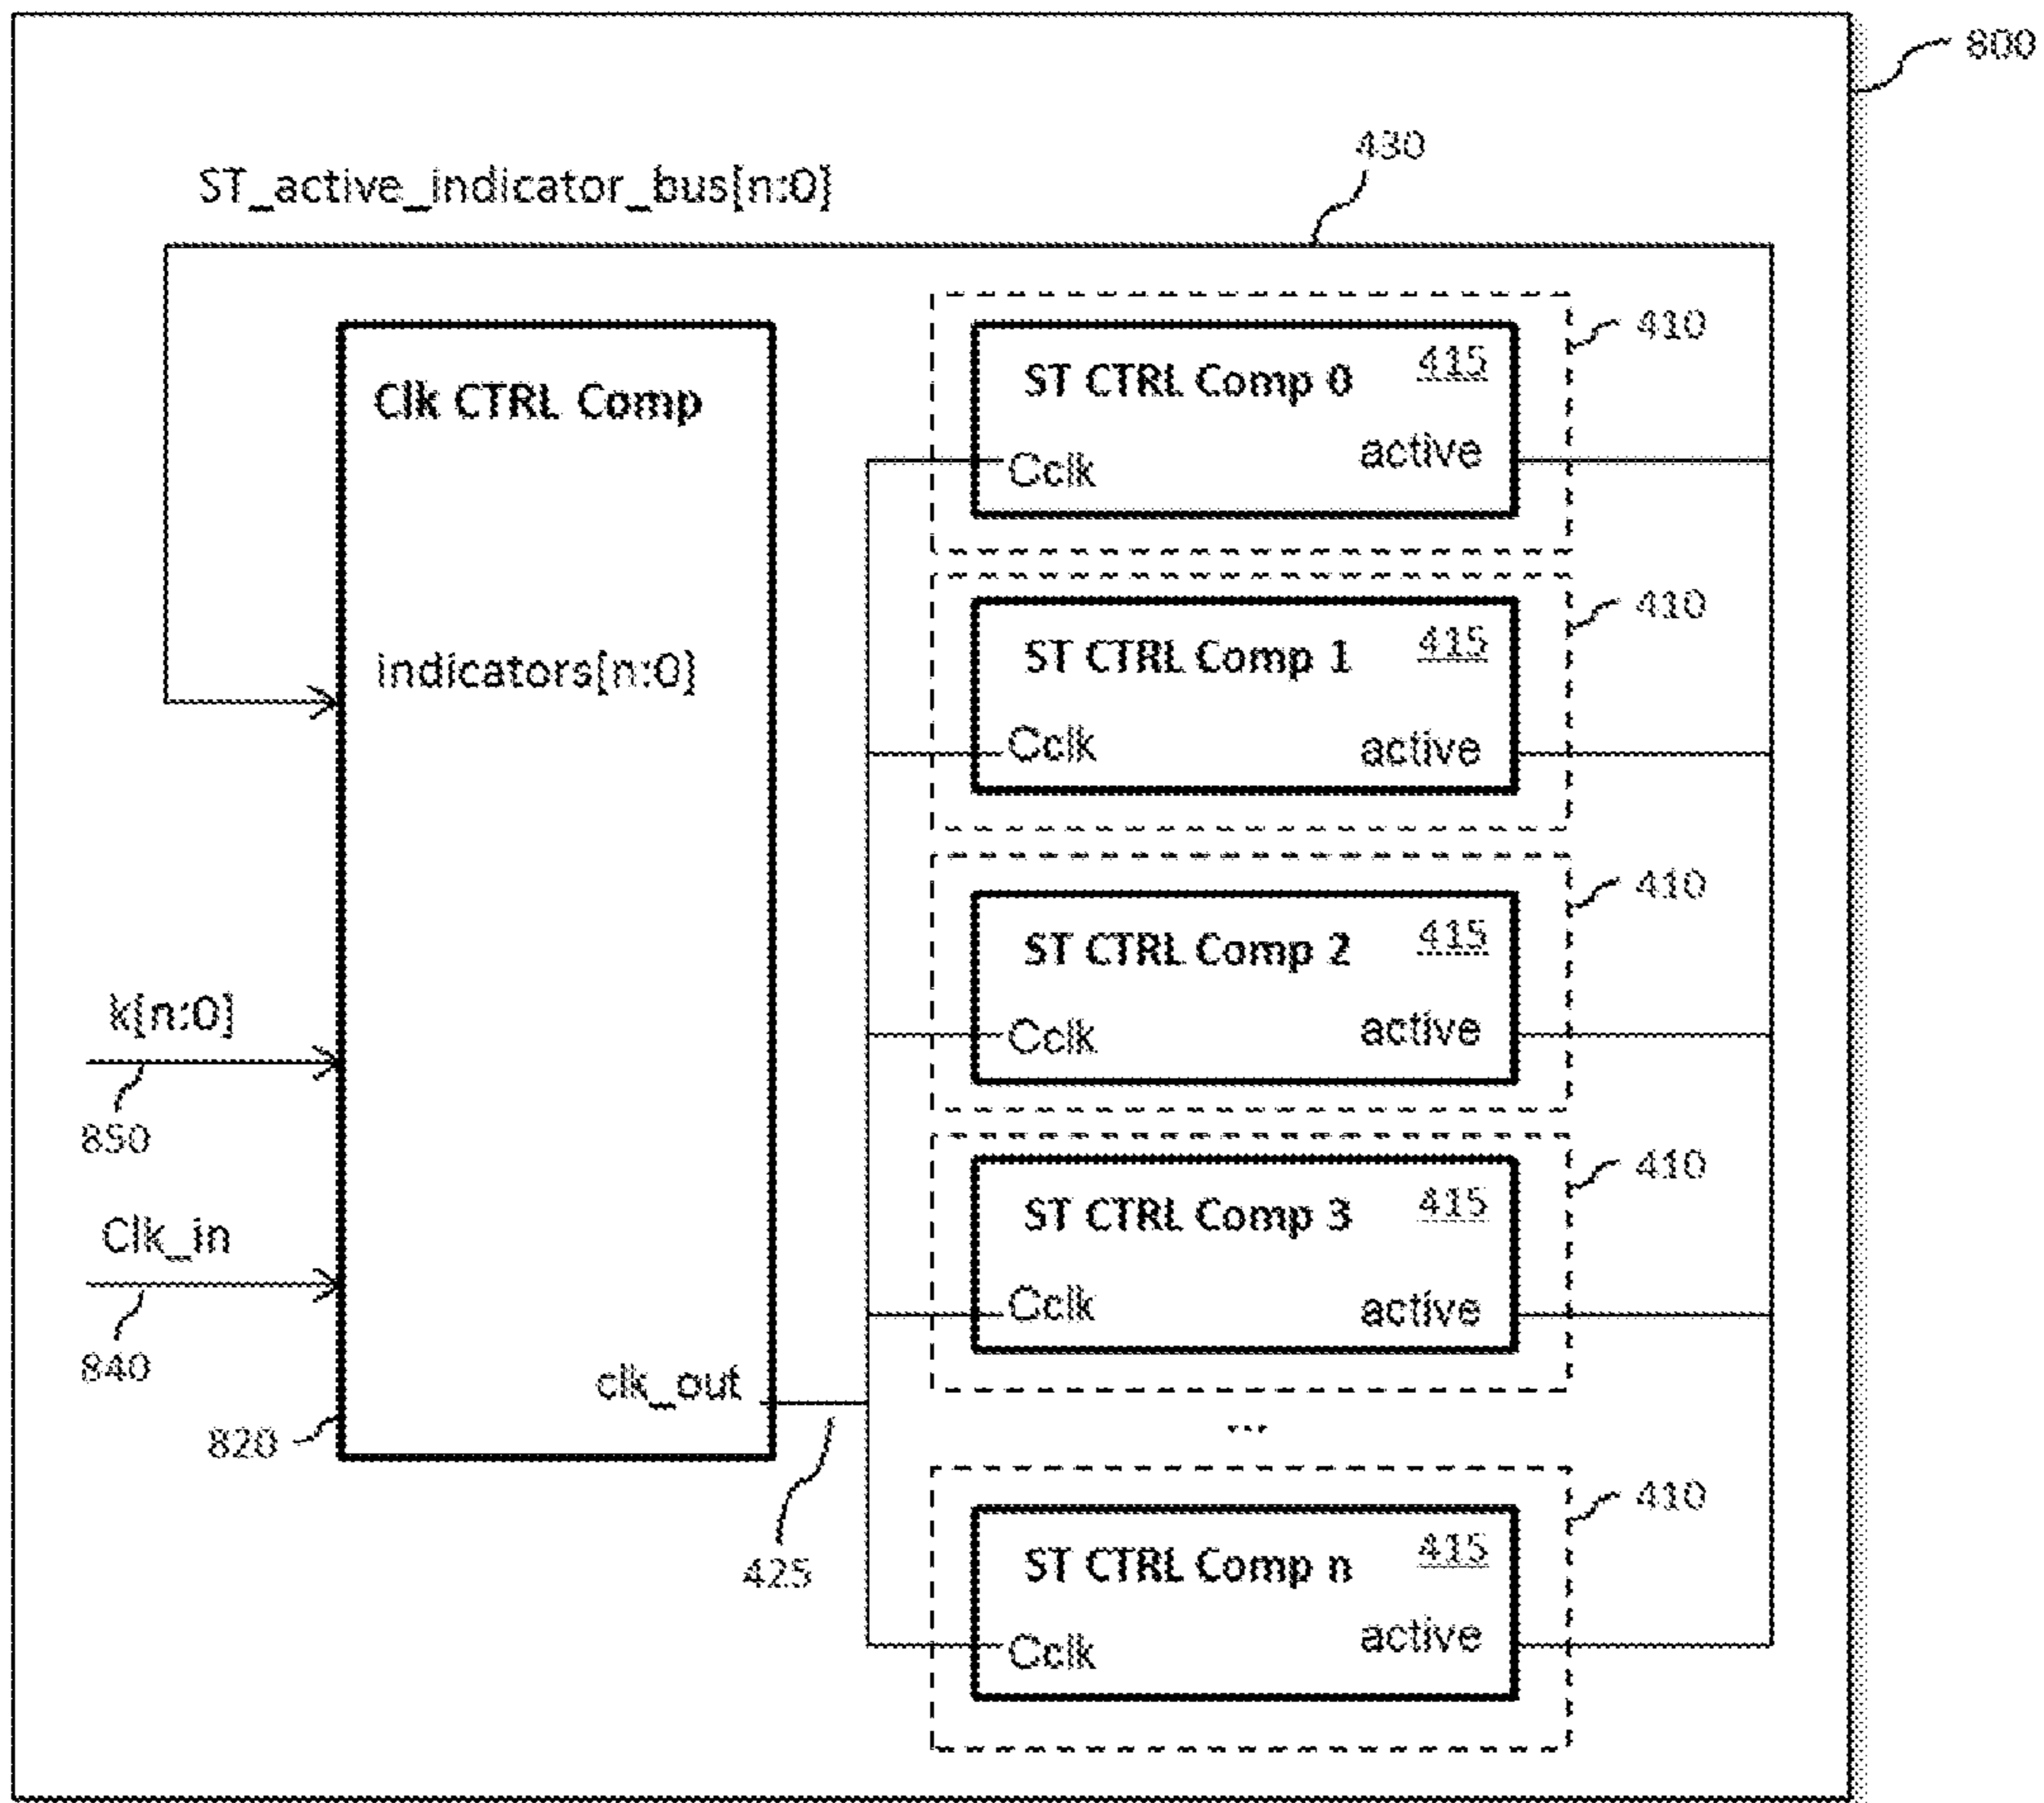 800
430
ST_active_indicator_bus[n:0]
410
ST CTRL Comp 0 415
Clk CTRL Comp
Cclk active
410
ST CTRL Comp 1 415
indicators[n:0]
Cclk active
410
ST CTRL Comp 2 415
k[n:0]
Cclk active
850
410
ST CTRL Comp 3 415
Clk_in
Cclk active
840
clk_out
820
...
410
ST CTRL Comp n 415
425
Cclk active